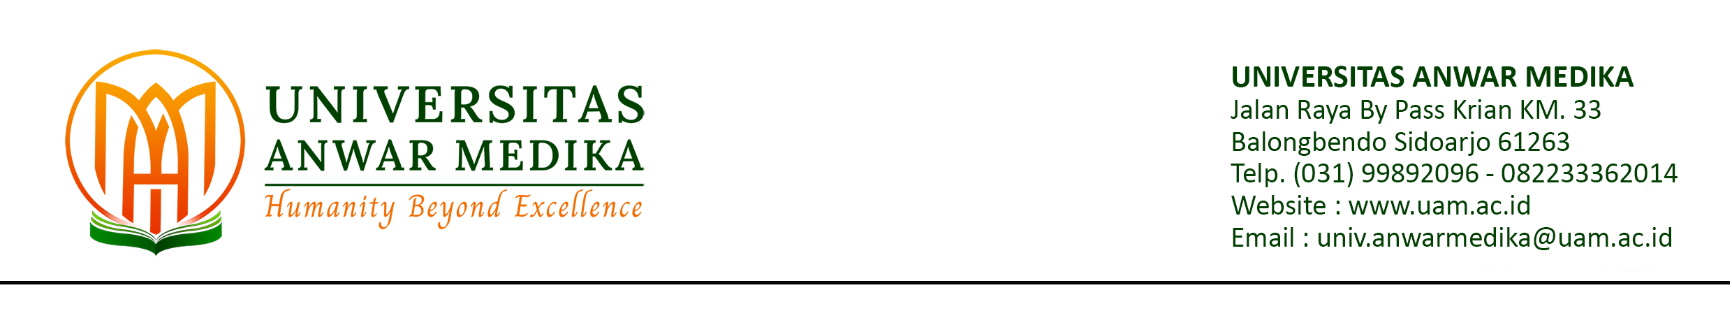 UNIVERSITAS
ANWAR MEDIKA
Humanity Beyond Excellence
UNIVERSITAS ANWAR MEDIKA
Jalan Raya By Pass Krian KM. 33
Balongbendo Sidoarjo 61263
Telp. (031) 99892096 - 082233362014
Website : www.uam.ac.id
Email : univ.anwarmedika@uam.ac.id